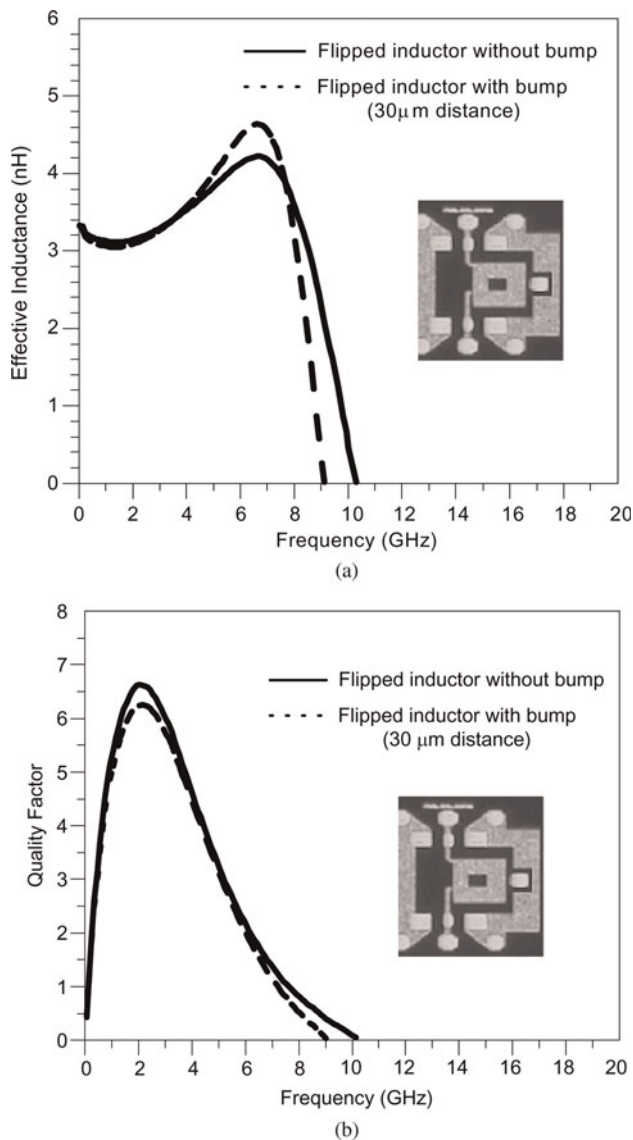 6
5
4
3
2
1
0
Effective Inductance (nH)
Flipped inductor without bump
Flipped inductor with bump
(30μm distance)
0 2 4 6 8 10 12 14 16 18 20
Frequency (GHz)
(a)
8
7
6
5
4
3
2
1
0
Quality Factor
Flipped inductor without bump
Flipped inductor with bump
(30 μm distance)
0 2 4 6 8 10 12 14 16 18 20
Frequency (GHz)
(b)